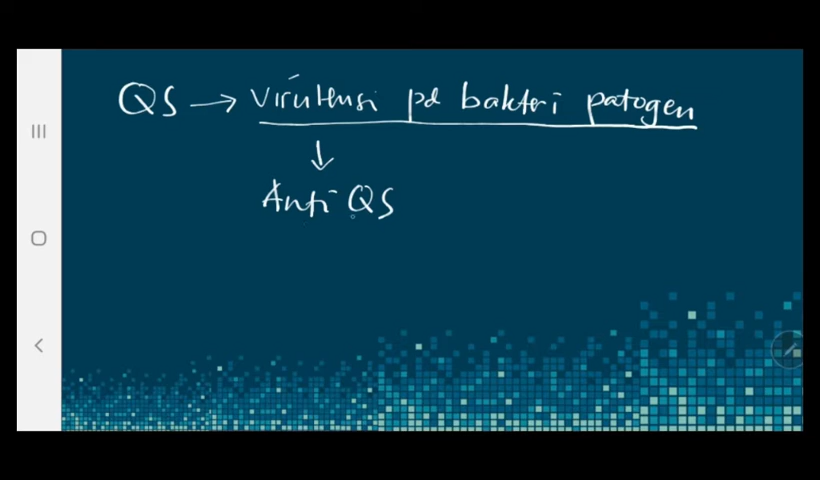 QS → virulensi pd bakteri patogen
↓
Anti QS